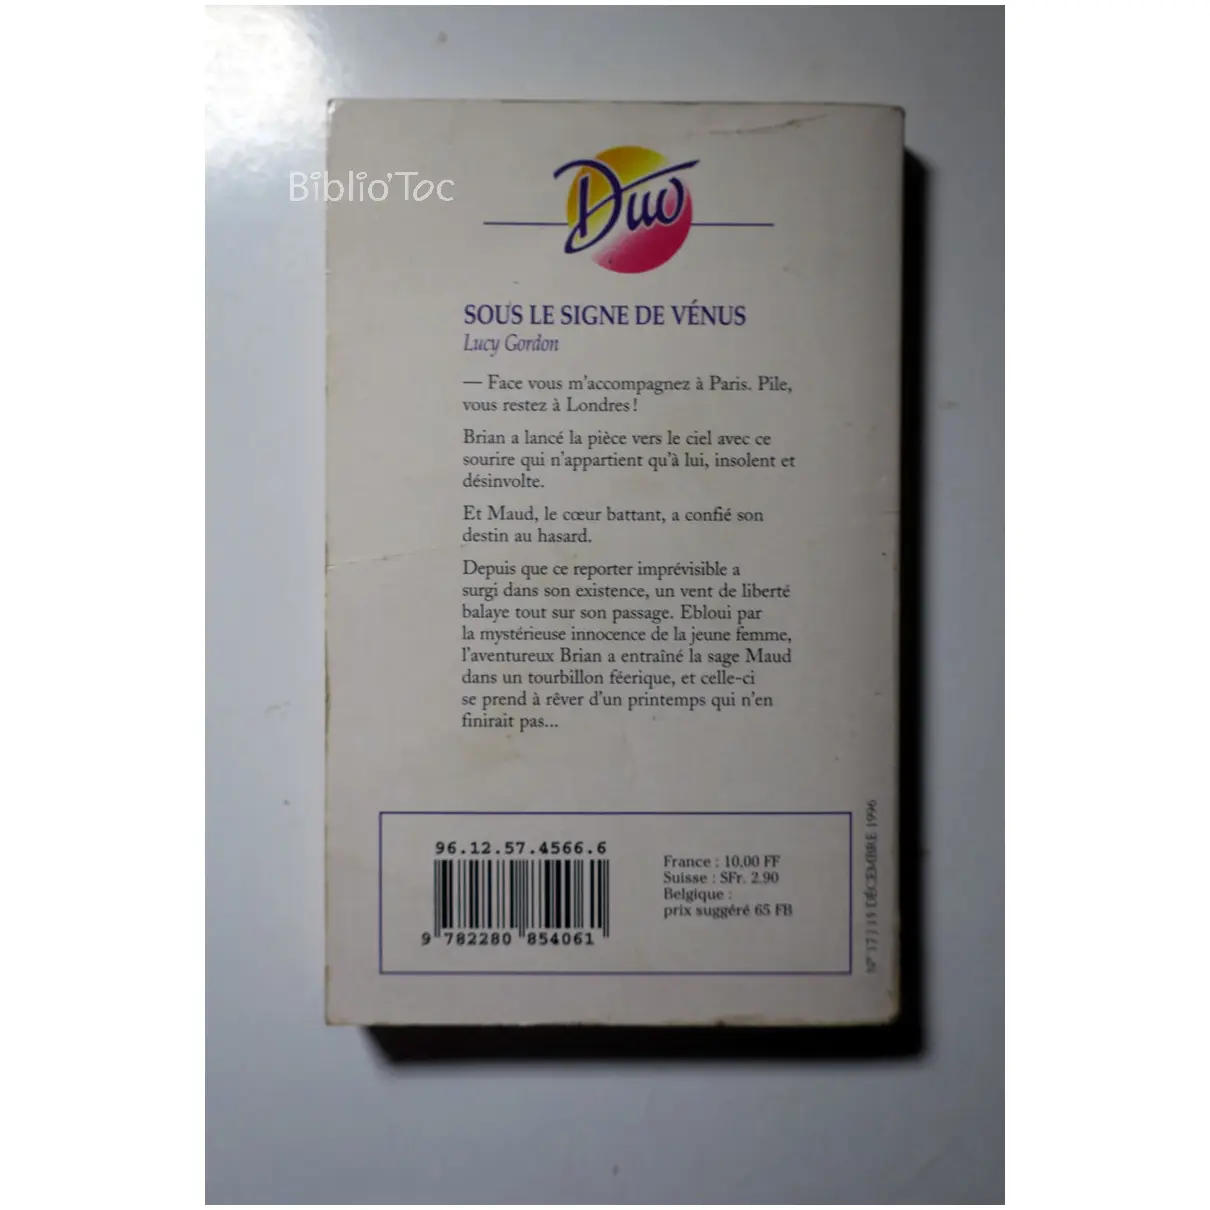 Biblio'Toc
Duo
SOUS LE SIGNE DE VÉNUS
Lucy Gordon
— Face vous m'accompagnez à Paris. Pile,
vous restez à Londres !
Brian a lancé la pièce vers le ciel avec ce
sourire qui n'appartient qu'à lui, insolent et
désinvolte.
Et Maud, le cœur battant, a confié son
destin au hasard.
Depuis que ce reporter imprévisible a
surgi dans son existence, un vent de liberté
balaye tout sur son passage. Ebloui par
la mystérieuse innocence de la jeune femme,
l'aventureux Brian a entraîné la sage Maud
dans un tourbillon féerique, et celle-ci
se prend à rêver d'un printemps qui n'en
finirait pas...
96.12.57.4566.6
9 782280 854061
France : 10,00 FF
Suisse : SFr. 2.90
Belgique :
prix suggéré 65 FB
N° 17 J 15 DÉCEMBRE 1996